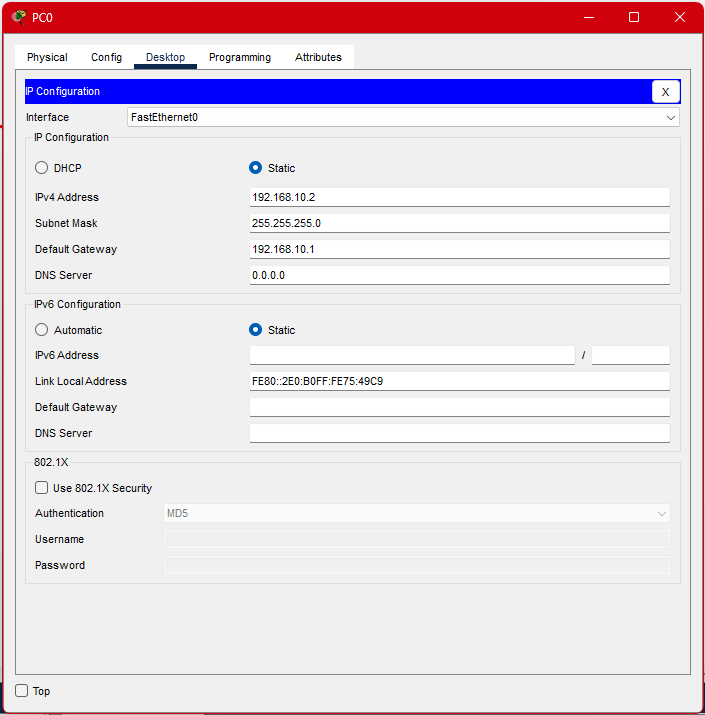 PC0
Physical Config Desktop Programming Attributes
IP Configuration X
Interface FastEthernet0
IP Configuration
DHCP Static
IPv4 Address 192.168.10.2
Subnet Mask 255.255.255.0
Default Gateway 192.168.10.1
DNS Server 0.0.0.0
IPv6 Configuration
Automatic Static
IPv6 Address /
Link Local Address FE80::2E0:B0FF:FE75:49C9
Default Gateway
DNS Server
802.1X
Use 802.1X Security
Authentication MD5
Username
Password
Top